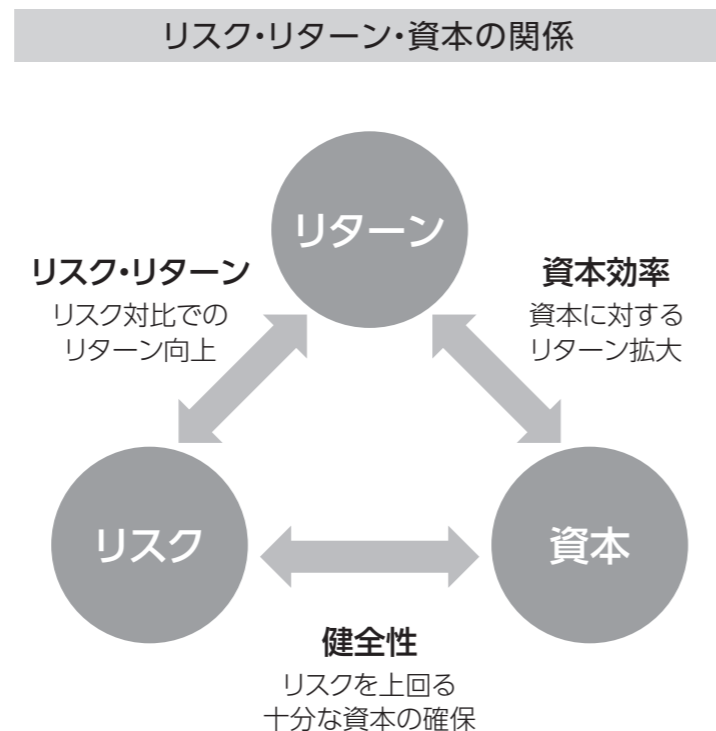 リスク・リターン・資本の関係
リターン
リスク・リターン
リスク対比での
リターン向上
資本効率
資本に対する
リターン拡大
リスク
資本
健全性
リスクを上回る
十分な資本の確保